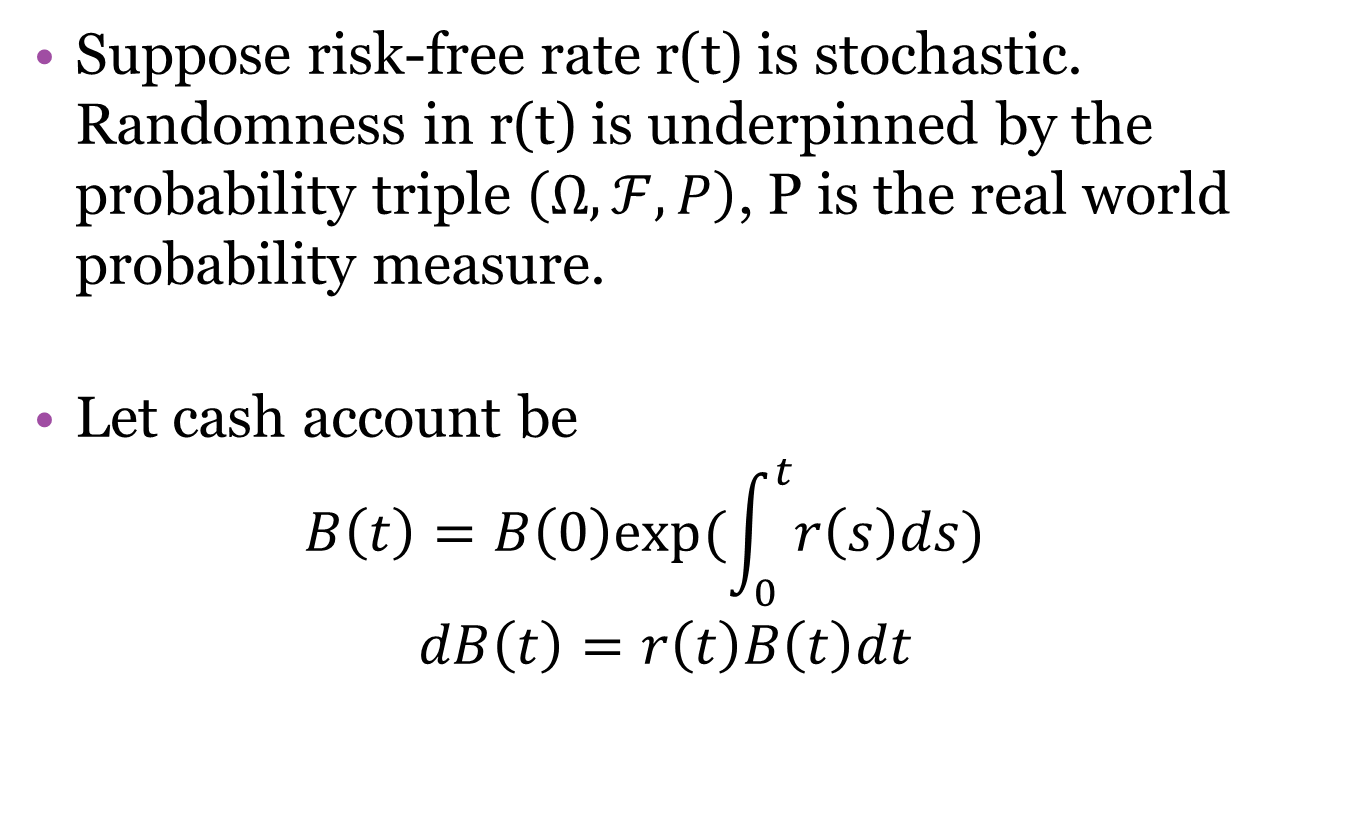 • Suppose risk-free rate r(t) is stochastic.
Randomness in r(t) is underpinned by the
probability triple (Ω, ℱ, P), P is the real world
probability measure.
• Let cash account be
B(t) = B(0)exp(∫₀ᵗ r(s)ds)
dB(t) = r(t)B(t)dt